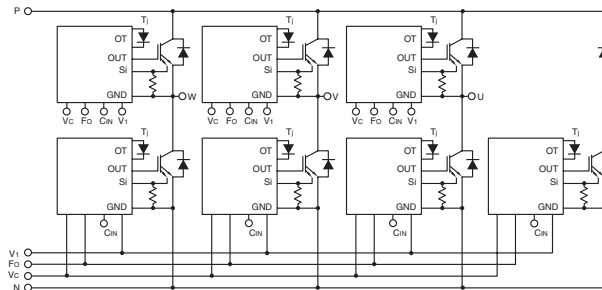 P
Tj Tj Tj
OT OT OT
OUT OUT OUT
Si Si Si
GND W GND V GND U
VC FO CIN V1 VC FO CIN V1 VC FO CIN V1
Tj Tj Tj Tj
OT OT OT OT
OUT OUT OUT OUT
Si Si Si Si
GND GND GND GND
CIN CIN CIN CIN
V1
FO
VC
N